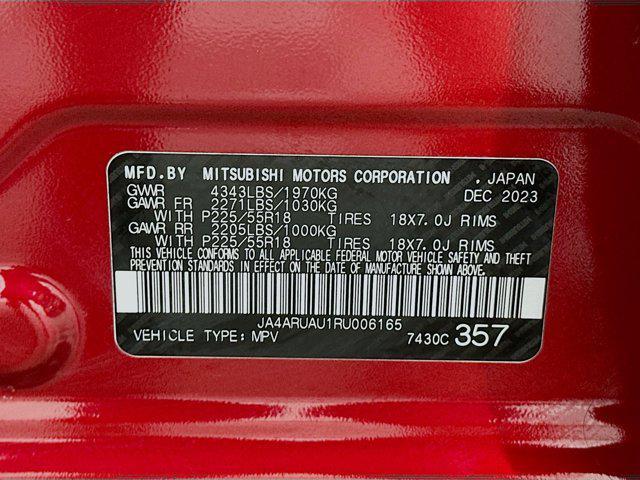 MFD.BY MITSUBISHI MOTORS CORPORATION , JAPAN
GVWR 4343LBS/1970KG DEC 2023
GAWR FR 2271LBS/1030KG
WITH P225/55R18 TIRES 18X7.0J RIMS
GAWR RR 2205LBS/1000KG
WITH P225/55R18 TIRES 18X7.0J RIMS
THIS VEHICLE CONFORMS TO ALL APPLICABLE FEDERAL MOTOR VEHICLE SAFETY AND THEFT
PREVENTION STANDARDS IN EFFECT ON THE DATE OF MANUFACTURE SHOWN ABOVE.
JA4ARUAU1RU006165
VEHICLE TYPE: MPV 7430C 357